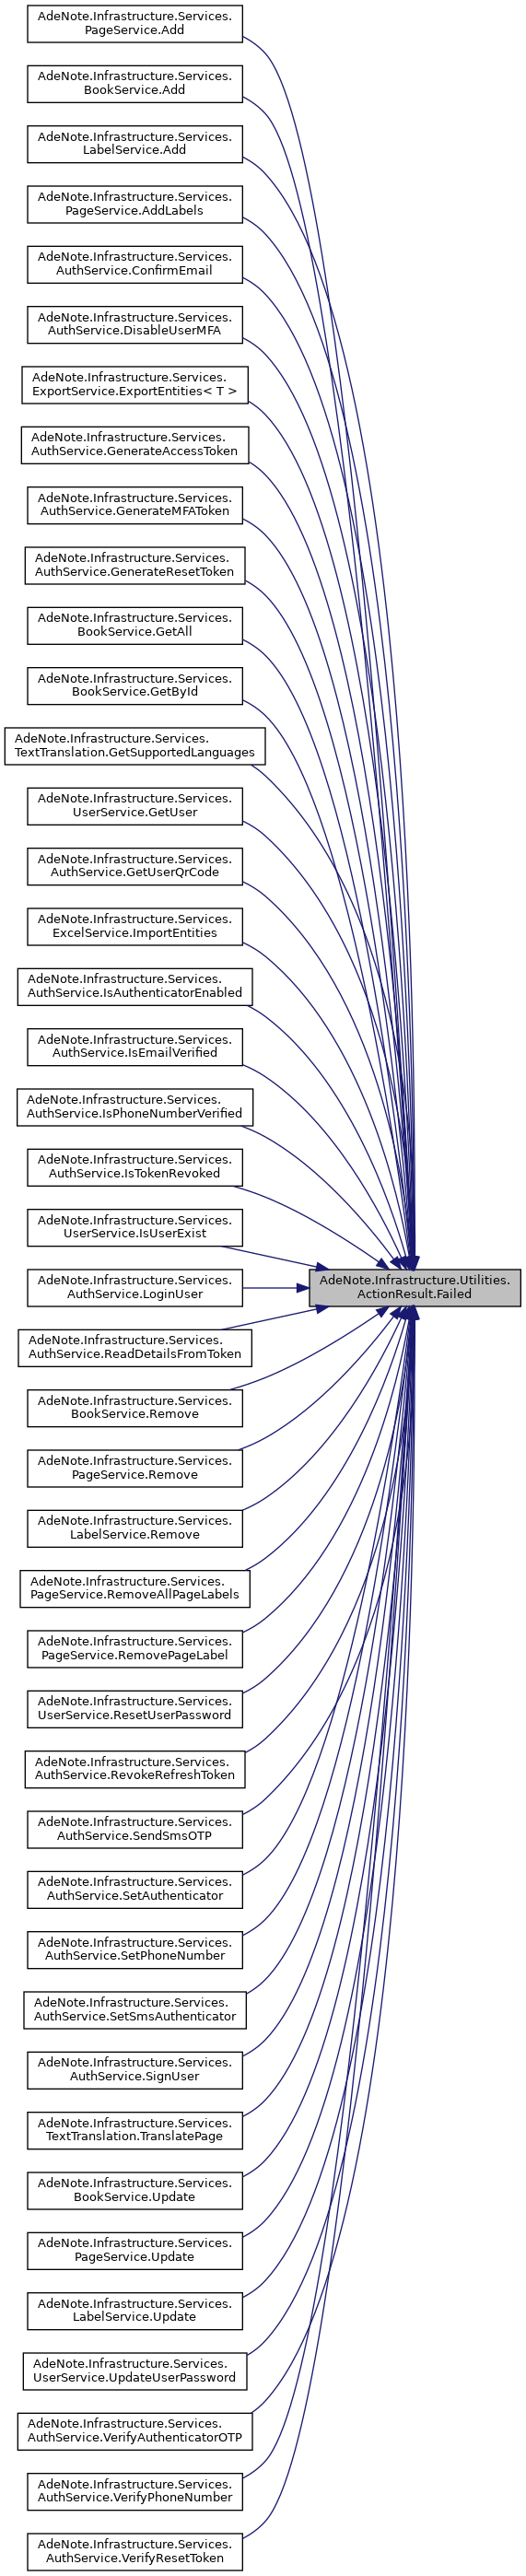 AdeNote.Infrastructure.Services.
PageService.Add
AdeNote.Infrastructure.Services.
BookService.Add
AdeNote.Infrastructure.Services.
LabelService.Add
AdeNote.Infrastructure.Services.
PageService.AddLabels
AdeNote.Infrastructure.Services.
AuthService.ConfirmEmail
AdeNote.Infrastructure.Services.
AuthService.DisableUserMFA
AdeNote.Infrastructure.Services.
ExportService.ExportEntities< T >
AdeNote.Infrastructure.Services.
AuthService.GenerateAccessToken
AdeNote.Infrastructure.Services.
AuthService.GenerateMFAToken
AdeNote.Infrastructure.Services.
AuthService.GenerateResetToken
AdeNote.Infrastructure.Services.
BookService.GetAll
AdeNote.Infrastructure.Services.
BookService.GetById
AdeNote.Infrastructure.Services.
TextTranslation.GetSupportedLanguages
AdeNote.Infrastructure.Services.
UserService.GetUser
AdeNote.Infrastructure.Services.
AuthService.GetUserQrCode
AdeNote.Infrastructure.Services.
ExcelService.ImportEntities
AdeNote.Infrastructure.Services.
AuthService.IsAuthenticatorEnabled
AdeNote.Infrastructure.Services.
AuthService.IsEmailVerified
AdeNote.Infrastructure.Services.
AuthService.IsPhoneNumberVerified
AdeNote.Infrastructure.Services.
AuthService.IsTokenRevoked
AdeNote.Infrastructure.Services.
UserService.IsUserExist
AdeNote.Infrastructure.Services.
AuthService.LoginUser
AdeNote.Infrastructure.Utilities.
ActionResult.Failed
AdeNote.Infrastructure.Services.
AuthService.ReadDetailsFromToken
AdeNote.Infrastructure.Services.
BookService.Remove
AdeNote.Infrastructure.Services.
PageService.Remove
AdeNote.Infrastructure.Services.
LabelService.Remove
AdeNote.Infrastructure.Services.
PageService.RemoveAllPageLabels
AdeNote.Infrastructure.Services.
PageService.RemovePageLabel
AdeNote.Infrastructure.Services.
UserService.ResetUserPassword
AdeNote.Infrastructure.Services.
AuthService.RevokeRefreshToken
AdeNote.Infrastructure.Services.
AuthService.SendSmsOTP
AdeNote.Infrastructure.Services.
AuthService.SetAuthenticator
AdeNote.Infrastructure.Services.
AuthService.SetPhoneNumber
AdeNote.Infrastructure.Services.
AuthService.SetSmsAuthenticator
AdeNote.Infrastructure.Services.
AuthService.SignUser
AdeNote.Infrastructure.Services.
TextTranslation.TranslatePage
AdeNote.Infrastructure.Services.
BookService.Update
AdeNote.Infrastructure.Services.
PageService.Update
AdeNote.Infrastructure.Services.
LabelService.Update
AdeNote.Infrastructure.Services.
UserService.UpdateUserPassword
AdeNote.Infrastructure.Services.
AuthService.VerifyAuthenticatorOTP
AdeNote.Infrastructure.Services.
AuthService.VerifyPhoneNumber
AdeNote.Infrastructure.Services.
AuthService.VerifyResetToken